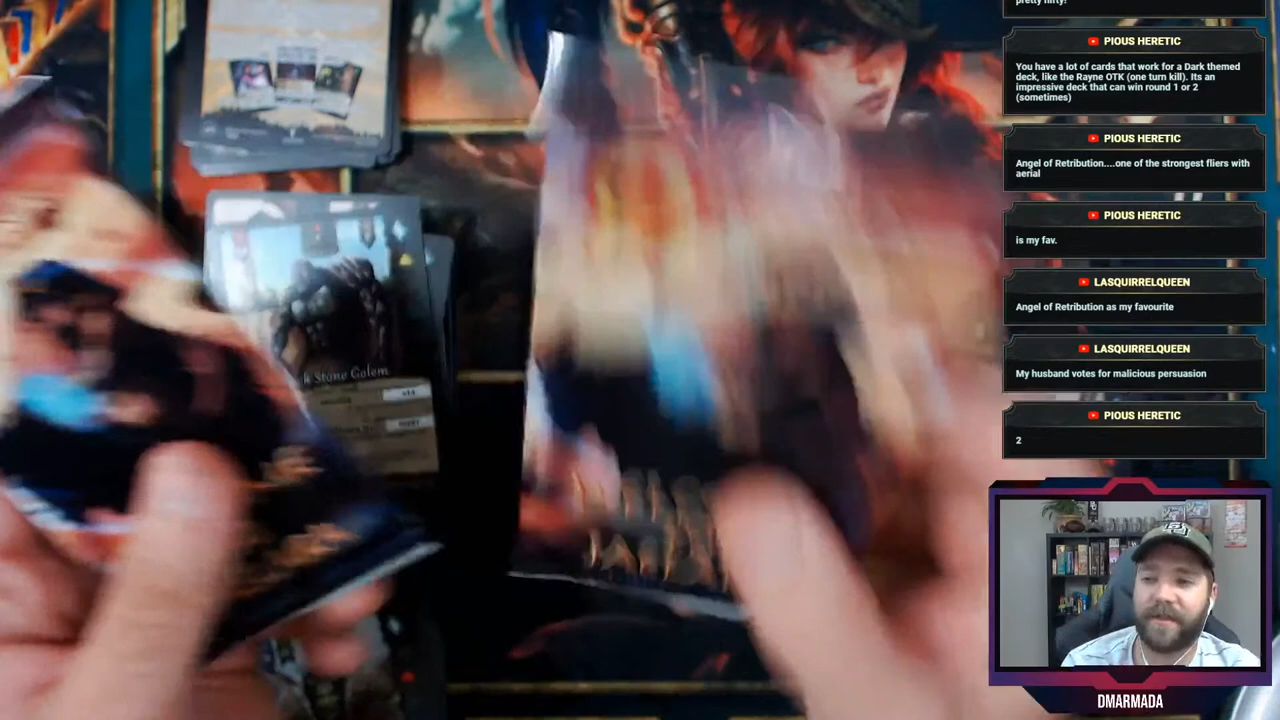 pretty nifty!
PIOUS HERETIC
You have a lot of cards that work for a Dark themed
deck, like the Rayne OTK (one turn kill). Its an
impressive deck that can win round 1 or 2
(sometimes)
PIOUS HERETIC
Angel of Retribution....one of the strongest fliers with
aerial
PIOUS HERETIC
is my fav.
LASQUIRRELQUEEN
Angel of Retribution as my favourite
LASQUIRRELQUEEN
My husband votes for malicious persuasion
PIOUS HERETIC
2
Stone Golem
DMARMADA